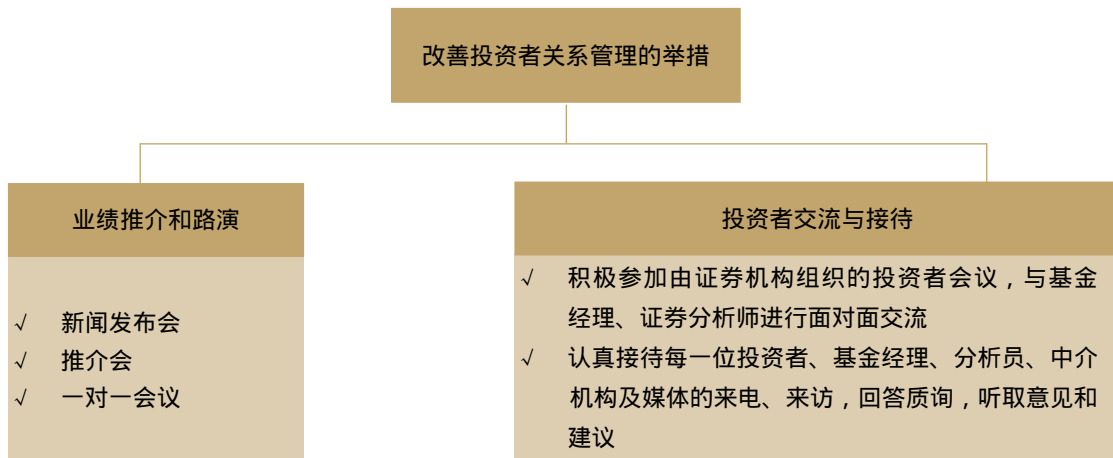 改善投资者关系管理的举措
业绩推介和路演
√ 新闻发布会
√ 推介会
√ 一对一会议
投资者交流与接待
√ 积极参加由证券机构组织的投资者会议，与基金
经理、证券分析师进行面对面交流
√ 认真接待每一位投资者、基金经理、分析员、中介
机构及媒体的来电、来访，回答质询，听取意见和
建议